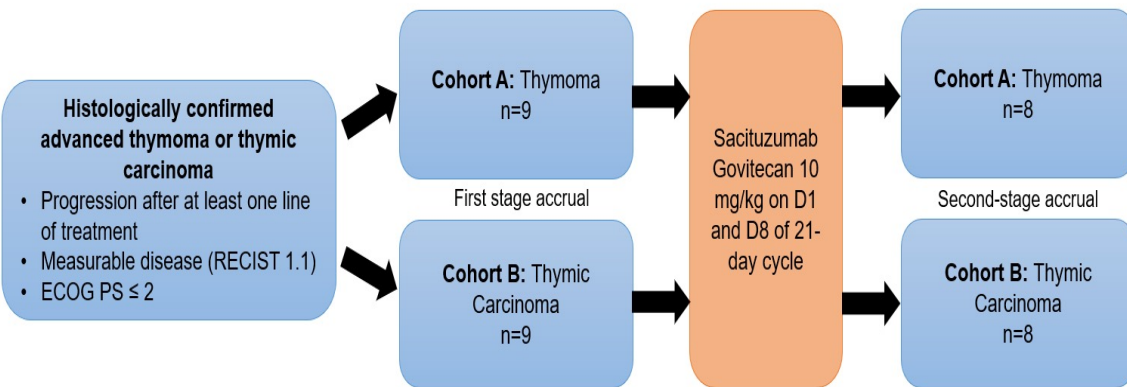 Histologically confirmed
advanced thymoma or thymic
carcinoma
• Progression after at least one line
of treatment
• Measurable disease (RECIST 1.1)
• ECOG PS ≤ 2
Cohort A: Thymoma
n=9
First stage accrual
Cohort B: Thymic
Carcinoma
n=9
Sacituzumab
Govitecan 10
mg/kg on D1
and D8 of 21-
day cycle
Cohort A: Thymoma
n=8
Second-stage accrual
Cohort B: Thymic
Carcinoma
n=8